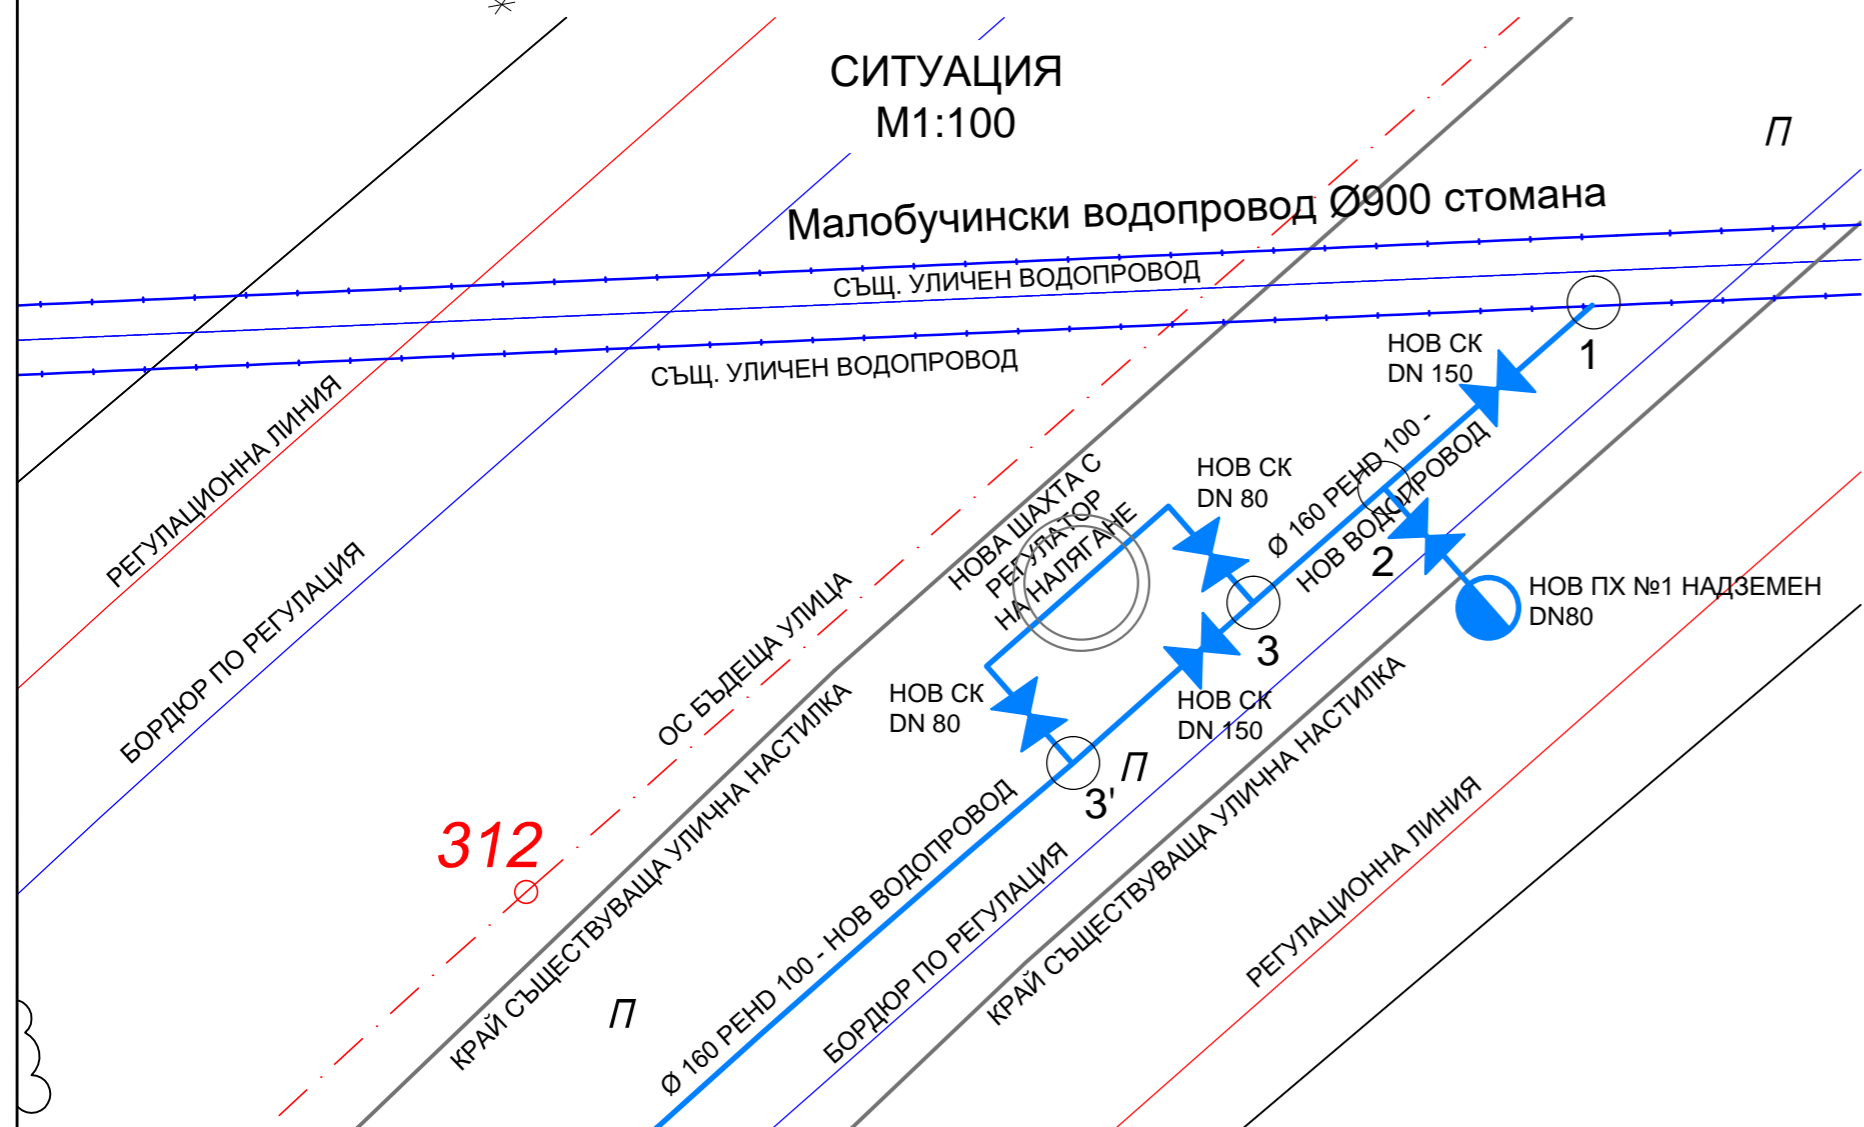 СИТУАЦИЯ
М1:100
П
Малобучински водопровод Ø900 стомана
СЪЩ. УЛИЧЕН ВОДОПРОВОД
СЪЩ. УЛИЧЕН ВОДОПРОВОД
НОВ СК
DN 150
1
РЕГУЛАЦИОННА ЛИНИЯ
БОРДЮР ПО РЕГУЛАЦИЯ
ОС БЪДЕЩА УЛИЦА
НОВА ШАХТА С
РЕГУЛАТОР
НА НАЛЯГАНЕ
НОВ СК
DN 80
Ø 160 PEHD 100 -
НОВ ВОДОПРОВОД
2
НОВ ПХ №1 НАДЗЕМЕН
DN80
3
НОВ СК
DN 80
НОВ СК
DN 150
П
3'
312
КРАЙ СЪЩЕСТВУВАЩА УЛИЧНА НАСТИЛКА
П
Ø 160 PEHD 100 - НОВ ВОДОПРОВОД
БОРДЮР ПО РЕГУЛАЦИЯ
КРАЙ СЪЩЕСТВУВАЩА УЛИЧНА НАСТИЛКА
РЕГУЛАЦИОННА ЛИНИЯ